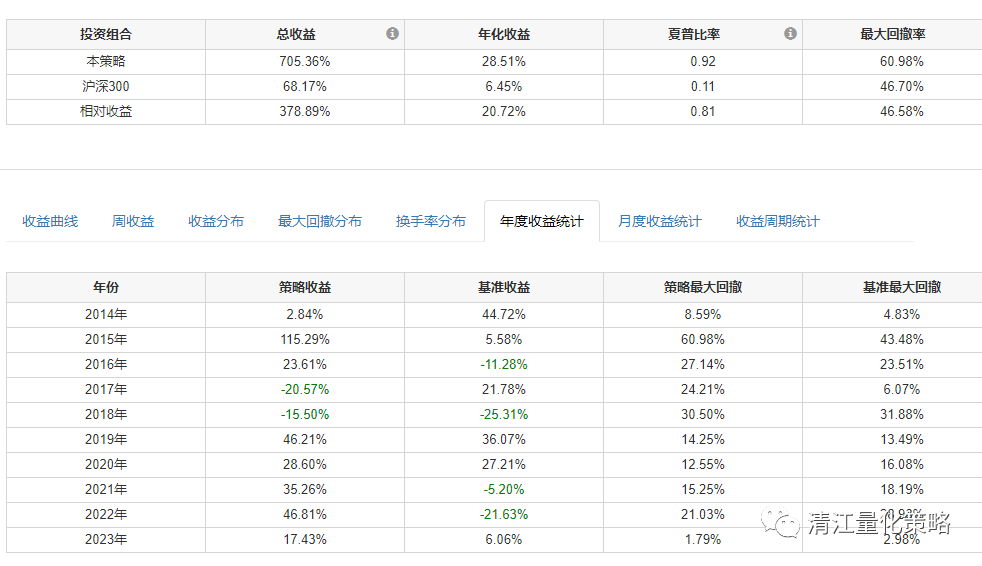 投资组合 总收益 年化收益 夏普比率 最大回撤率
本策略 705.36% 28.51% 0.92 60.98%
沪深300 68.17% 6.45% 0.11 46.70%
相对收益 378.89% 20.72% 0.81 46.58%
收益曲线 周收益 收益分布 最大回撤分布 换手率分布 年度收益统计 月度收益统计 收益周期统计
年份 策略收益 基准收益 策略最大回撤 基准最大回撤
2014年 2.84% 44.72% 8.59% 4.83%
2015年 115.29% 5.58% 60.98% 43.48%
2016年 23.61% -11.28% 27.14% 23.51%
2017年 -20.57% 21.78% 24.21% 6.07%
2018年 -15.50% -25.31% 30.50% 31.88%
2019年 46.21% 36.07% 14.25% 13.49%
2020年 28.60% 27.21% 12.55% 16.08%
2021年 35.26% -5.20% 15.25% 18.19%
2022年 46.81% -21.63% 21.03%
清江量化策略
2023年 17.43% 6.06% 1.79% 2.98%